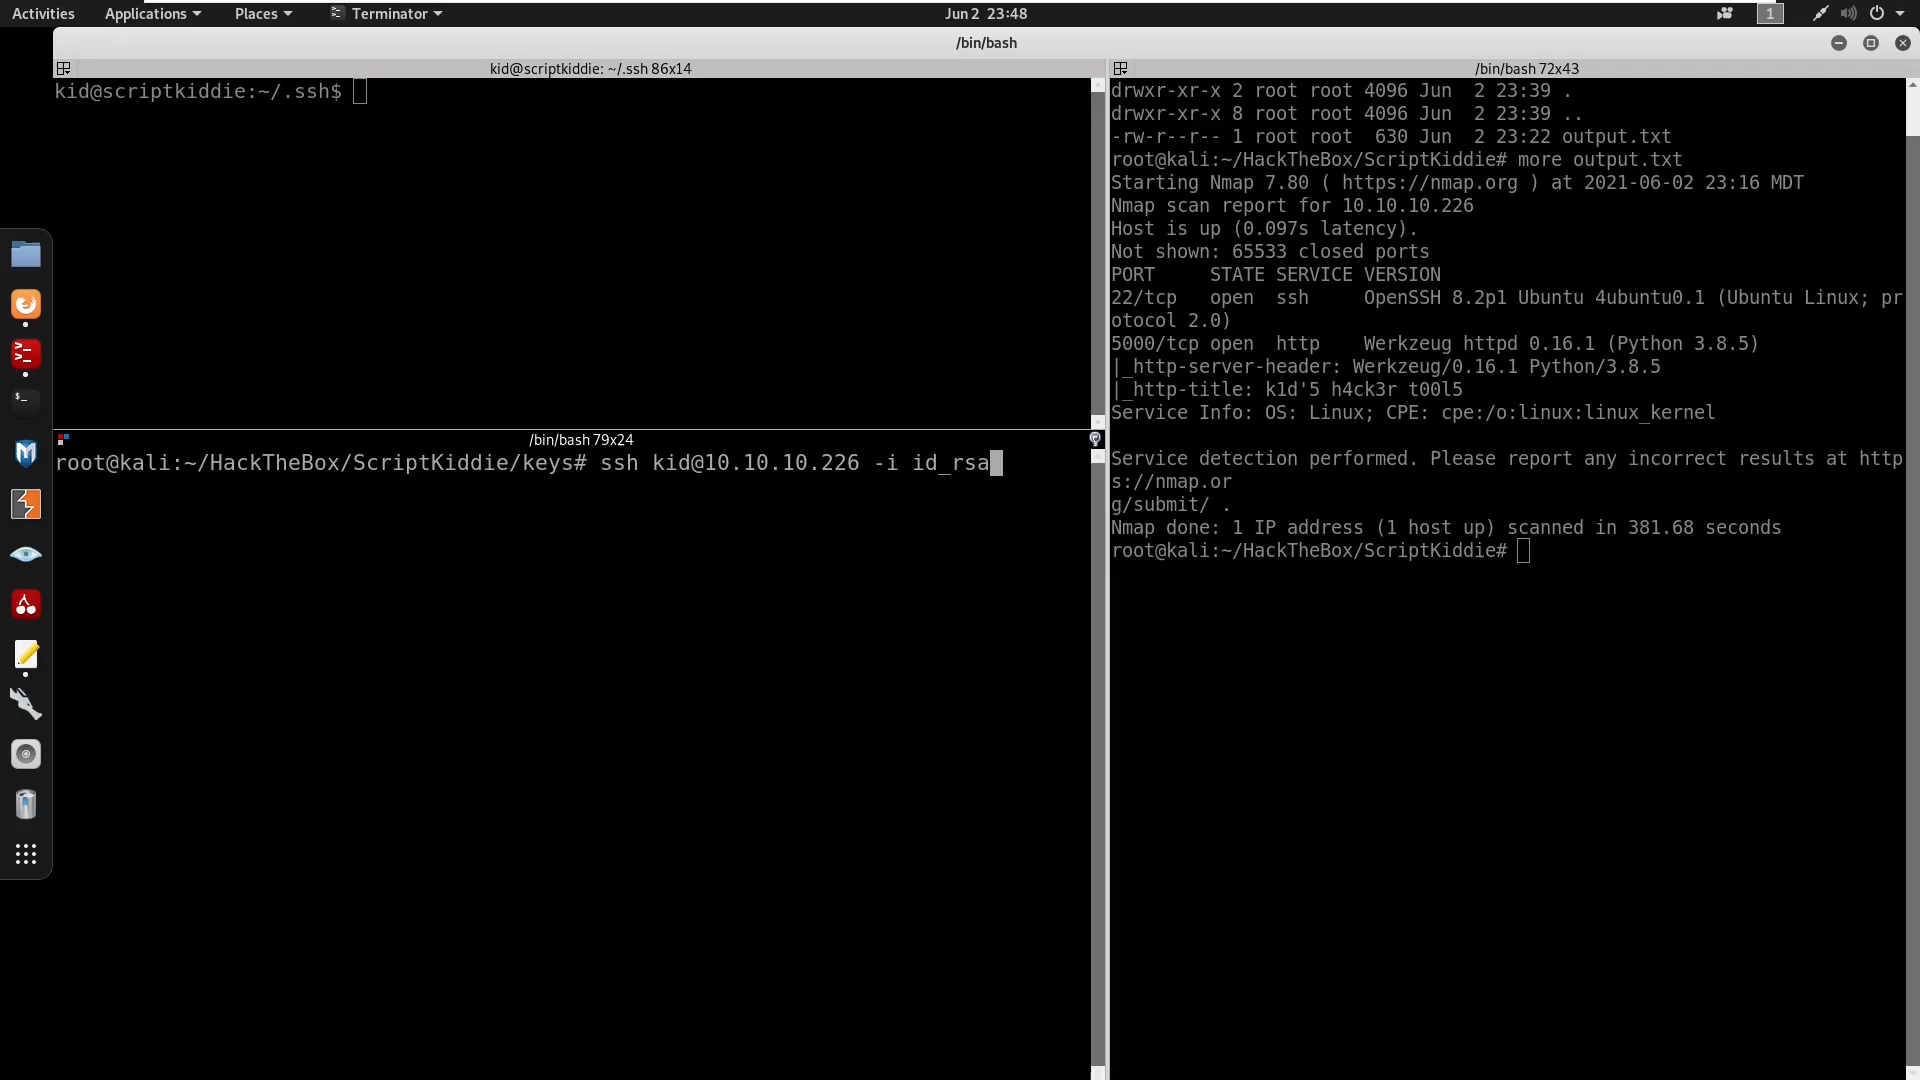 Activities Applications Places Terminator Jun 2 23:48 1
/bin/bash
kid@scriptkiddie: ~/.ssh 86x14
kid@scriptkiddie:~/.ssh$
/bin/bash 79x24
root@kali:~/HackTheBox/ScriptKiddie/keys# ssh kid@10.10.10.226 -i id_rsa
/bin/bash 72x43
drwxr-xr-x 2 root root 4096 Jun  2 23:39 .
drwxr-xr-x 8 root root 4096 Jun  2 23:39 ..
-rw-r--r-- 1 root root  630 Jun  2 23:22 output.txt
root@kali:~/HackTheBox/ScriptKiddie# more output.txt
Starting Nmap 7.80 ( https://nmap.org ) at 2021-06-02 23:16 MDT
Nmap scan report for 10.10.10.226
Host is up (0.097s latency).
Not shown: 65533 closed ports
PORT     STATE SERVICE VERSION
22/tcp   open  ssh     OpenSSH 8.2p1 Ubuntu 4ubuntu0.1 (Ubuntu Linux; pr
otocol 2.0)
5000/tcp open  http    Werkzeug httpd 0.16.1 (Python 3.8.5)
|_http-server-header: Werkzeug/0.16.1 Python/3.8.5
|_http-title: k1d'5 h4ck3r t00l5
Service Info: OS: Linux; CPE: cpe:/o:linux:linux_kernel
Service detection performed. Please report any incorrect results at http
s://nmap.or
g/submit/ .
Nmap done: 1 IP address (1 host up) scanned in 381.68 seconds
root@kali:~/HackTheBox/ScriptKiddie#